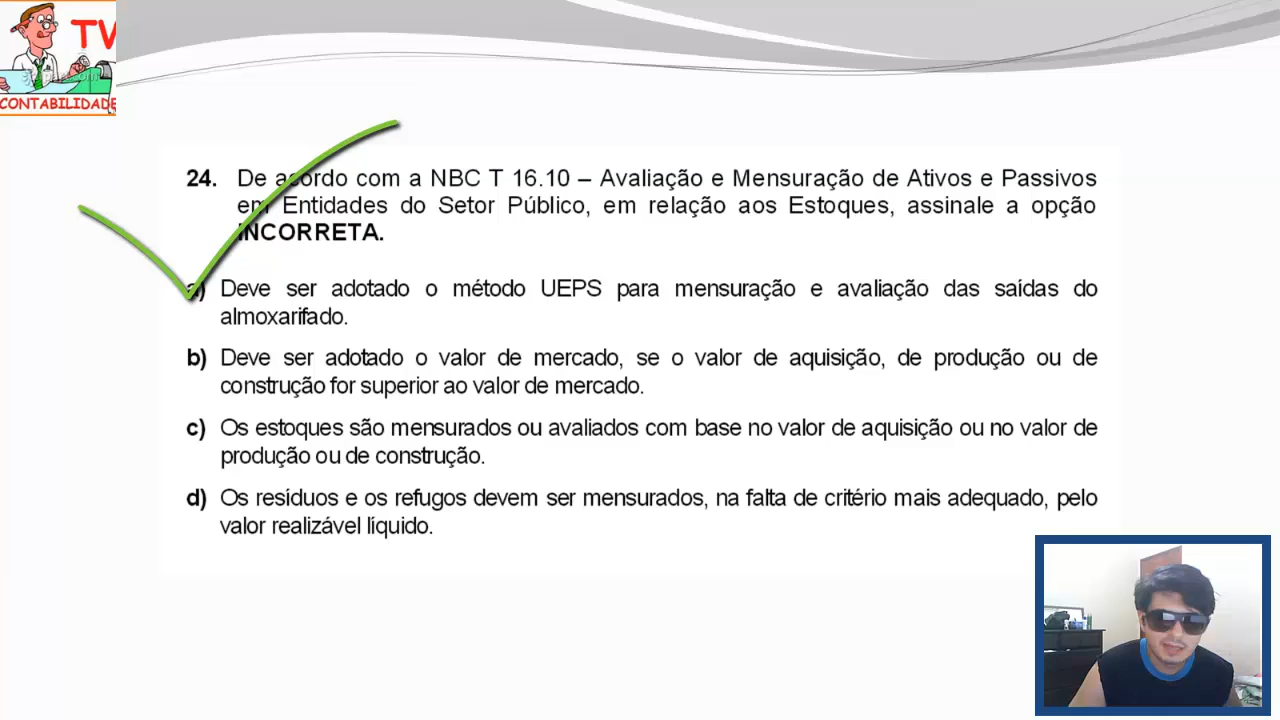 TV
CONTABILIDADE
24. De acordo com a NBC T 16.10 – Avaliação e Mensuração de Ativos e Passivos
em Entidades do Setor Público, em relação aos Estoques, assinale a opção
INCORRETA.
a) Deve ser adotado o método UEPS para mensuração e avaliação das saídas do
almoxarifado.
b) Deve ser adotado o valor de mercado, se o valor de aquisição, de produção ou de
construção for superior ao valor de mercado.
c) Os estoques são mensurados ou avaliados com base no valor de aquisição ou no valor de
produção ou de construção.
d) Os resíduos e os refugos devem ser mensurados, na falta de critério mais adequado, pelo
valor realizável líquido.